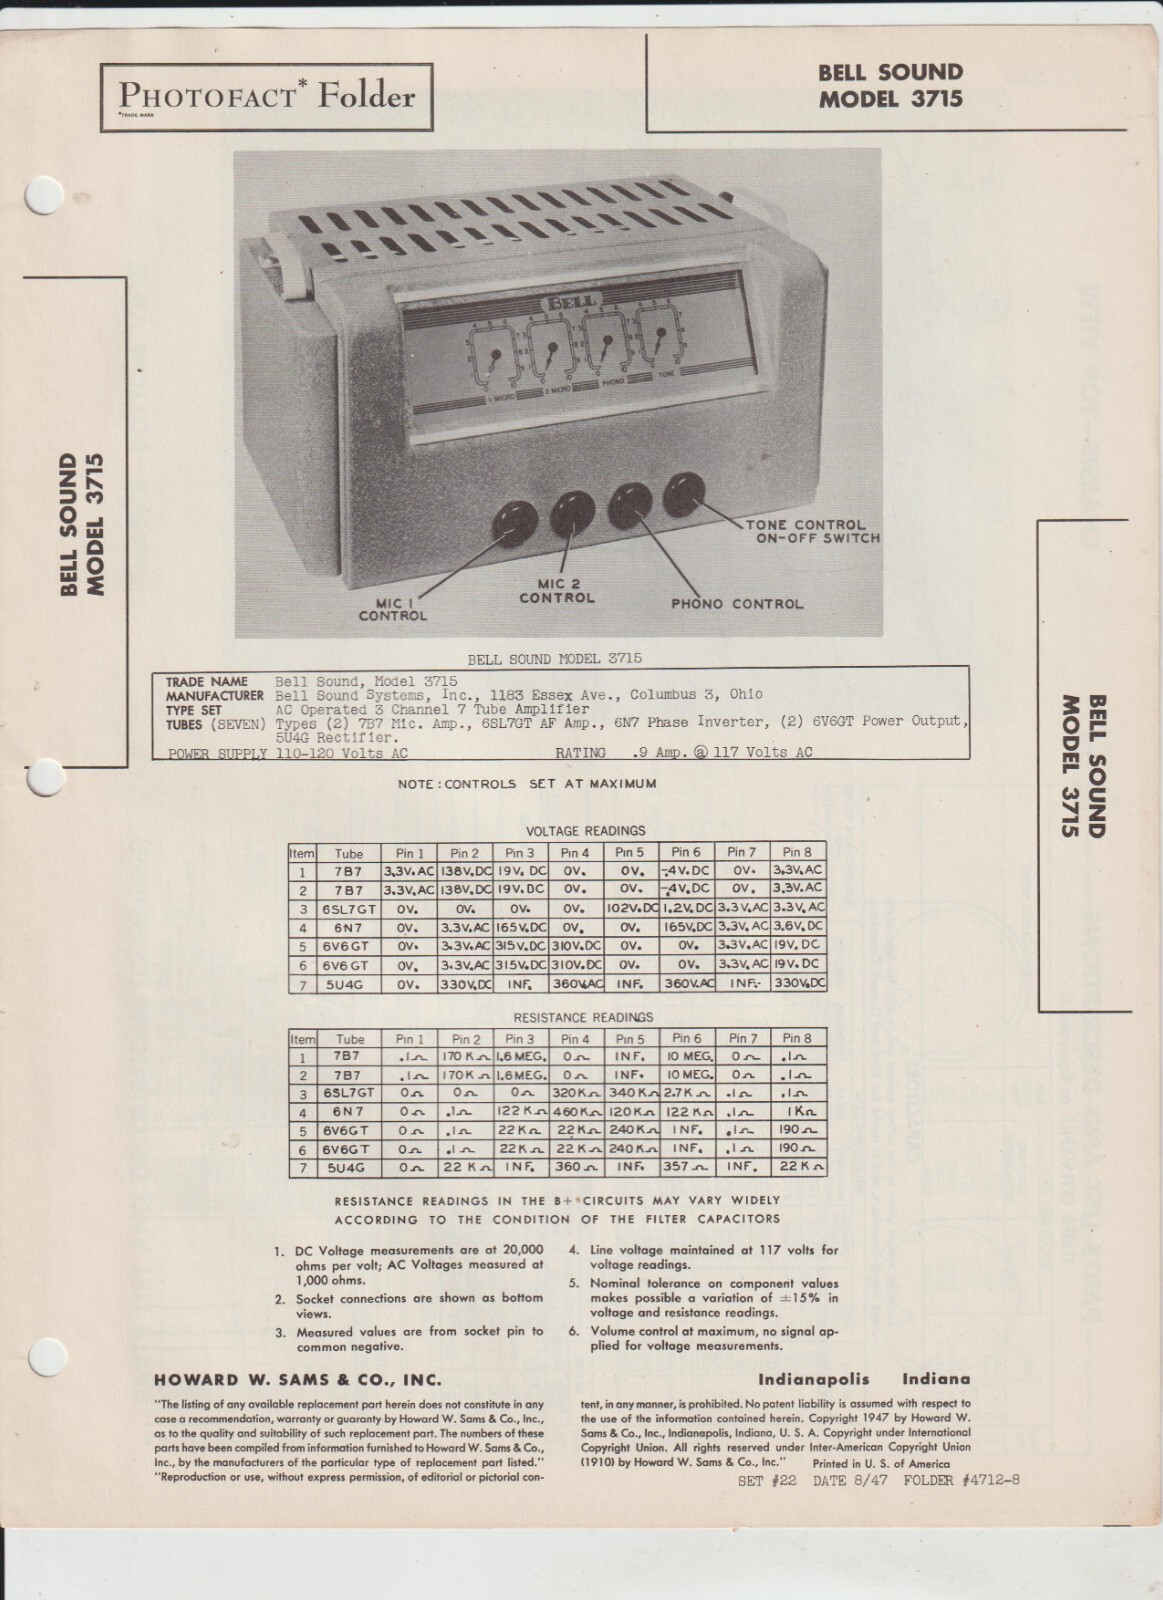 PHOTOFACT* Folder
*TRADE MARK
BELL SOUND
MODEL 3715
BELL SOUND
MODEL 3715
BELL
1 MICRO 2 MICRO PHONO TONE
TONE CONTROL
ON-OFF SWITCH
MIC 2
CONTROL
MIC 1
CONTROL
PHONO CONTROL
BELL SOUND MODEL 3715
TRADE NAME Bell Sound, Model 3715
MANUFACTURER Bell Sound Systems, Inc., 1183 Essex Ave., Columbus 3, Ohio
TYPE SET AC Operated 3 Channel 7 Tube Amplifier
TUBES (SEVEN) Types (2) 7B7 Mic. Amp., 6SL7GT AF Amp., 6N7 Phase Inverter, (2) 6V6GT Power Output,
5U4G Rectifier.
POWER SUPPLY 110-120 Volts AC RATING .9 Amp. @ 117 Volts AC
BELL SOUND
MODEL 3715
NOTE: CONTROLS SET AT MAXIMUM
VOLTAGE READINGS
Item Tube Pin 1 Pin 2 Pin 3 Pin 4 Pin 5 Pin 6 Pin 7 Pin 8
1 7B7 3.3V.AC 138V.DC 19V. DC 0V. 0V. -.4V.DC 0V. 3.3V.AC
2 7B7 3.3V.AC 138V.DC 19V.DC 0V. 0V. -.4V.DC 0V. 3.3V.AC
3 6SL7GT 0V. 0V. 0V. 0V. 102V.DC 1.2V.DC 3.3V.AC 3.3V.AC
4 6N7 0V. 3.3V.AC 165V.DC 0V. 0V. 165V.DC 3.3V.AC 3.6V.DC
5 6V6GT 0V. 3.3V.AC 315V.DC 310V.DC 0V. 0V. 3.3V.AC 19V. DC
6 6V6GT 0V. 3.3V.AC 315V.DC 310V.DC 0V. 0V. 3.3V.AC 19V. DC
7 5U4G 0V. 330V.DC INF. 360V.AC INF. 360V.AC INF. 330V.DC
RESISTANCE READINGS
Item Tube Pin 1 Pin 2 Pin 3 Pin 4 Pin 5 Pin 6 Pin 7 Pin 8
1 7B7 .1Ω 170KΩ 1.6 MEG. 0Ω INF. 10 MEG. 0Ω .1Ω
2 7B7 .1Ω 170KΩ 1.6 MEG. 0Ω INF. 10 MEG. 0Ω .1Ω
3 6SL7GT 0Ω 0Ω 0Ω 320KΩ 340KΩ 2.7KΩ .1Ω .1Ω
4 6N7 0Ω .1Ω 122KΩ 460KΩ 120KΩ 122KΩ .1Ω 1KΩ
5 6V6GT 0Ω .1Ω 22KΩ 22KΩ 240KΩ INF. .1Ω 190Ω
6 6V6GT 0Ω .1Ω 22KΩ 22KΩ 240KΩ INF. .1Ω 190Ω
7 5U4G 0Ω 22KΩ INF. 360Ω INF. 357Ω INF. 22KΩ
RESISTANCE READINGS IN THE B+ CIRCUITS MAY VARY WIDELY
ACCORDING TO THE CONDITION OF THE FILTER CAPACITORS
1. DC Voltage measurements are at 20,000
ohms per volt; AC Voltages measured at
1,000 ohms.
2. Socket connections are shown as bottom
views.
3. Measured values are from socket pin to
common negative.
4. Line voltage maintained at 117 volts for
voltage readings.
5. Nominal tolerance on component values
makes possible a variation of ±15% in
voltage and resistance readings.
6. Volume control at maximum, no signal ap-
plied for voltage measurements.
HOWARD W. SAMS & CO., INC. Indianapolis Indiana
"The listing of any available replacement part herein does not constitute in any
case a recommendation, warranty or guaranty by Howard W. Sams & Co., Inc.,
as to the quality and suitability of such replacement part. The numbers of these
parts have been compiled from information furnished to Howard W. Sams & Co.,
Inc., by the manufacturers of the particular type of replacement part listed."
"Reproduction or use, without express permission, of editorial or pictorial con-
tent, in any manner, is prohibited. No patent liability is assumed with respect to
the use of the information contained herein. Copyright 1947 by Howard W.
Sams & Co., Inc., Indianapolis, Indiana, U. S. A. Copyright under International
Copyright Union. All rights reserved under Inter-American Copyright Union
(1910) by Howard W. Sams & Co., Inc." Printed in U. S. of America
SET #22 DATE 8/47 FOLDER #4712-8